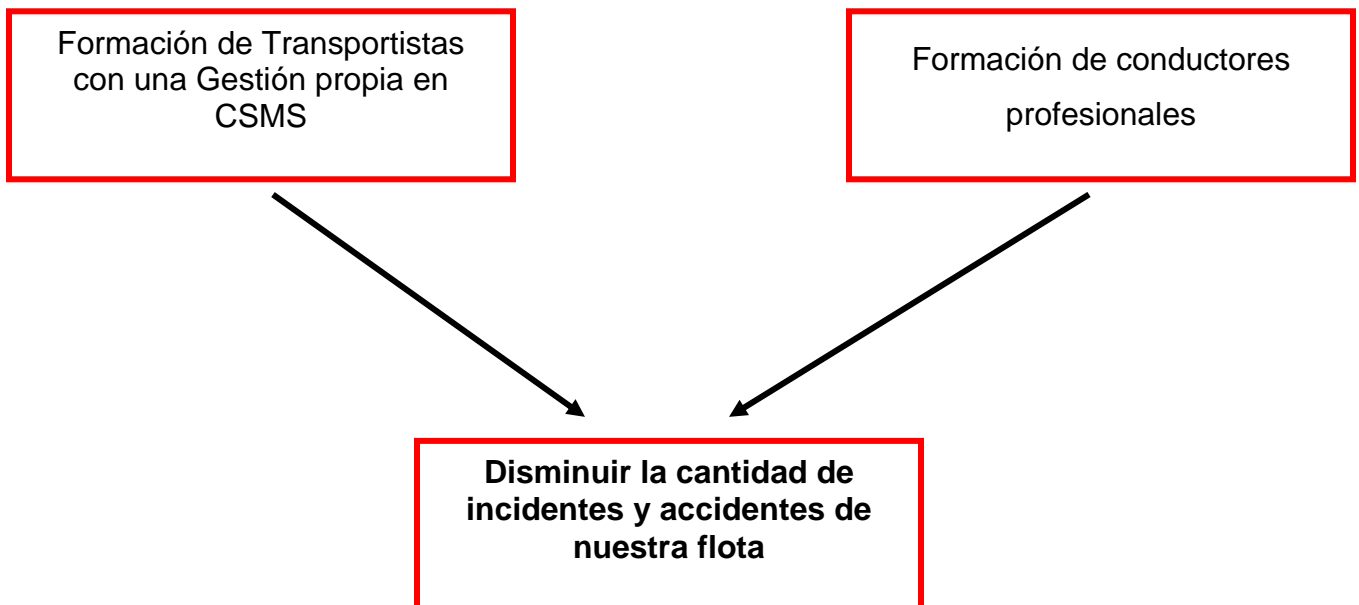 Formación de Transportistas
con una Gestión propia en
CSMS
Formación de conductores
profesionales
Disminuir la cantidad de
incidentes y accidentes de
nuestra flota